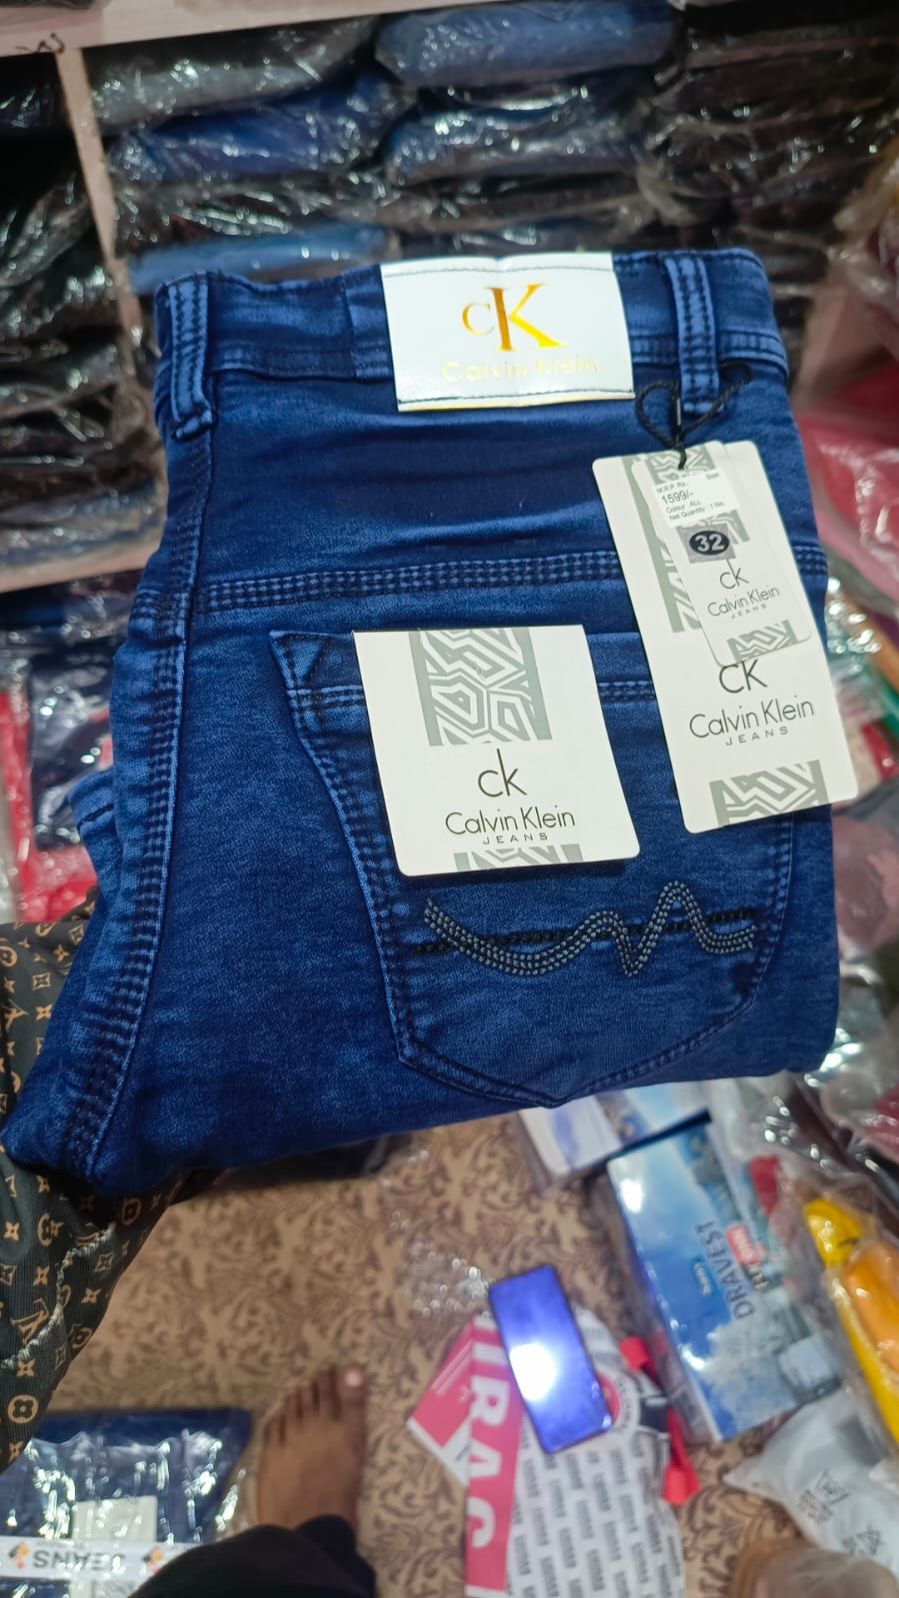 CK
Calvin Klein
M.R.P. Rs.- Size
1599/-
Colour : ALL
Net Quantity : 1 No.
32
ck
Calvin Klein
JEANS
ck
Calvin Klein
JEANS
ck
Calvin Klein
JEANS
DRAVEST
JEANS